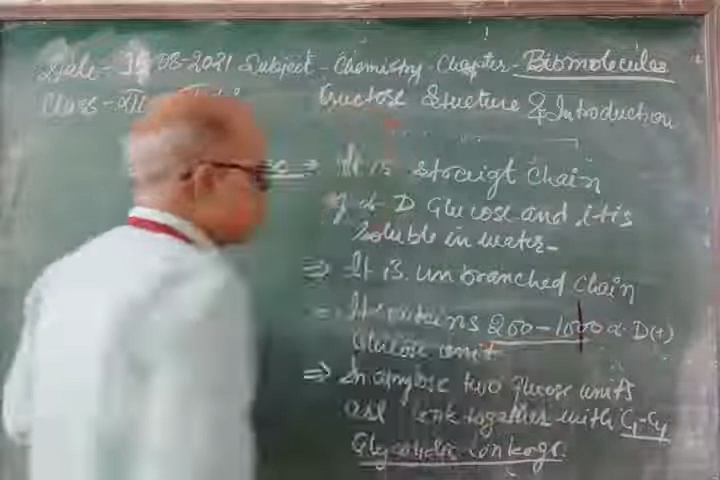 Date - 15-08-2021 Subject - Chemistry - Chapter - Biomolecules
Class - XII Fructose Structure & Introduction
⇒ It is straigt chain
of α D Glucose and it is
soluble in water-
⇒ It is unbranched chain
= It contains 200-1000 α-D(+)
Glucose unit
⇒ In amylose two glucose units
are link together with C₁-C₄
Glycosidic linkage.